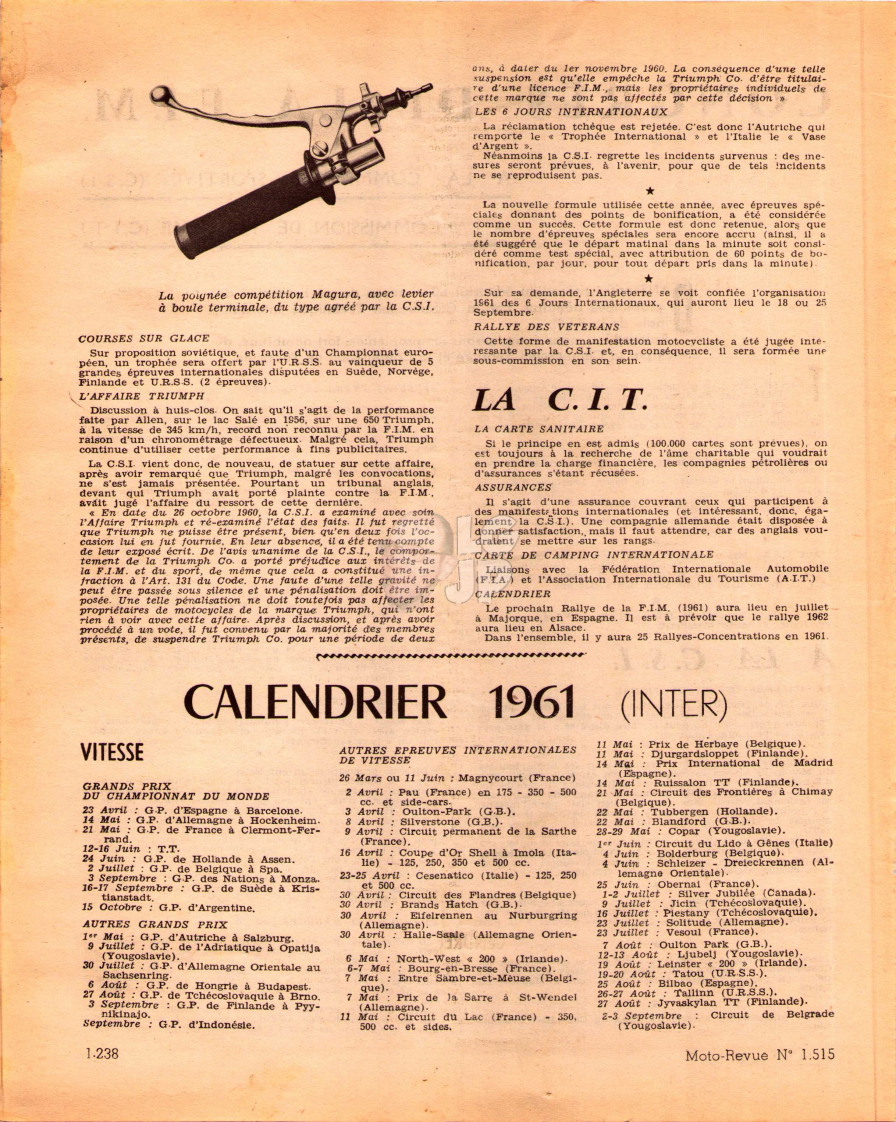 La poignée compétition Magura, avec levier
à boule terminale, du type agréé par la C.S.I.
COURSES SUR GLACE
Sur proposition soviétique, et faute d'un Championnat euro-
péen, un trophée sera offert par l'U.R.S.S. au vainqueur de 5
grandes épreuves internationales disputées en Suède, Norvège,
Finlande et U.R.S.S. (2 épreuves).
L'AFFAIRE TRIUMPH
Discussion à huis-clos. On sait qu'il s'agit de la performance
faite par Allen, sur le lac Salé en 1956, sur une 650 Triumph,
à la vitesse de 345 km/h, record non reconnu par la F.I.M. en
raison d'un chronométrage défectueux. Malgré cela, Triumph
continue d'utiliser cette performance à fins publicitaires.
La C.S.I. vient donc, de nouveau, de statuer sur cette affaire,
après avoir remarqué que Triumph, malgré les convocations,
ne s'est jamais présentée. Pourtant un tribunal anglais,
devant qui Triumph avait porté plainte contre la F.I.M.,
avait jugé l'affaire du ressort de cette dernière.
« En date du 26 octobre 1960, la C.S.I. a examiné avec soin
l'Affaire Triumph et ré-examiné l'état des faits. Il fut regretté
que Triumph ne puisse être présent, bien qu'en deux fois l'oc-
casion lui en fut fournie. En leur absence, il a été tenu compte
de leur exposé écrit. De l'avis unanime de la C.S.I., le compor-
tement de la Triumph Co. a porté préjudice aux intérêts de
la F.I.M. et du sport, de même que cela a constitué une in-
fraction à l'Art. 131 du Code. Une faute d'une telle gravité ne
peut être passée sous silence et une pénalisation doit être im-
posée. Une telle pénalisation ne doit toutefois pas affecter les
propriétaires de motocycles de la marque Triumph, qui n'ont
rien à voir avec cette affaire. Après discussion, et après avoir
procédé à un vote, il fut convenu par la majorité des membres
présents, de suspendre Triumph Co. pour une période de deux
ans, à dater du 1er novembre 1960. La conséquence d'une telle
suspension est qu'elle empêche la Triumph Co. d'être titulai-
re d'une licence F.I.M., mais les propriétaires individuels de
cette marque ne sont pas affectés par cette décision »
LES 6 JOURS INTERNATIONAUX
La réclamation tchèque est rejetée. C'est donc l'Autriche qui
remporte le « Trophée International » et l'Italie le « Vase
d'Argent ».
Néanmoins la C.S.I. regrette les incidents survenus : des me-
sures seront prévues, à l'avenir, pour que de tels incidents
ne se reproduisent pas.
★
La nouvelle formule utilisée cette année, avec épreuves spé-
ciales donnant des points de bonification, a été considérée
comme un succès. Cette formule est donc retenue, alors que
le nombre d'épreuves spéciales sera encore accru (ainsi, il a
été suggéré que le départ matinal dans la minute soit consi-
déré comme test spécial, avec attribution de 60 points de bo-
nification, par jour, pour tout départ pris dans la minute).
★
Sur sa demande, l'Angleterre se voit confiée l'organisation
1961 des 6 Jours Internationaux, qui auront lieu le 18 ou 25
Septembre.
RALLYE DES VETERANS
Cette forme de manifestation motocycliste a été jugée inté-
ressante par la C.S.I. et, en conséquence, il sera formée une
sous-commission en son sein.
LA C.I.T.
LA CARTE SANITAIRE
Si le principe en est admis (100.000 cartes sont prévues), on
est toujours à la recherche de l'âme charitable qui voudrait
en prendre la charge financière, les compagnies pétrolières ou
d'assurances s'étant récusées.
ASSURANCES
Il s'agit d'une assurance couvrant ceux qui participent à
des manifestations internationales (et intéressant, donc, éga-
lement la C.S.I.). Une compagnie allemande était disposée à
donner satisfaction, mais il faut attendre, car des anglais vou-
draient se mettre sur les rangs.
CARTE DE CAMPING INTERNATIONALE
Liaisons avec la Fédération Internationale Automobile
(F.I.A.) et l'Association Internationale du Tourisme (A.I.T.)
CALENDRIER
Le prochain Rallye de la F.I.M. (1961) aura lieu en juillet
à Majorque, en Espagne. Il est à prévoir que le rallye 1962
aura lieu en Alsace.
Dans l'ensemble, il y aura 25 Rallyes-Concentrations en 1961.
CALENDRIER 1961 (INTER)
VITESSE
GRANDS PRIX
DU CHAMPIONNAT DU MONDE
23 Avril : G.P. d'Espagne à Barcelone.
14 Mai : G.P. d'Allemagne à Hockenheim.
21 Mai : G.P. de France à Clermont-Fer-
rand.
12-16 Juin : T.T.
24 Juin : G.P. de Hollande à Assen.
2 Juillet : G.P. de Belgique à Spa.
3 Septembre : G.P. des Nations à Monza.
16-17 Septembre : G.P. de Suède à Kris-
tianstadt.
15 Octobre : G.P. d'Argentine.
AUTRES GRANDS PRIX
1er Mai : G.P. d'Autriche à Salzburg.
9 Juillet : G.P. de l'Adriatique à Opatija
(Yougoslavie).
30 Juillet : G.P. d'Allemagne Orientale au
Sachsenring.
6 Août : G.P. de Hongrie à Budapest.
27 Août : G.P. de Tchécoslovaquie à Brno.
3 Septembre : G.P. de Finlande à Pyy-
nikinajo.
Septembre : G.P. d'Indonésie.
AUTRES EPREUVES INTERNATIONALES
DE VITESSE
26 Mars ou 11 Juin : Magnycourt (France)
2 Avril : Pau (France) en 175 - 350 - 500
cc. et side-cars.
3 Avril : Oulton-Park (G.B.).
8 Avril : Silverstone (G.B.).
9 Avril : Circuit permanent de la Sarthe
(France).
16 Avril : Coupe d'Or Shell à Imola (Ita-
lie) - 125, 250, 350 et 500 cc.
23-25 Avril : Cesenatico (Italie) - 125, 250
et 500 cc.
30 Avril : Circuit des Flandres (Belgique)
30 Avril : Brands Hatch (G.B.).
30 Avril : Eifelrennen au Nurburgring
(Allemagne).
30 Avril : Halle-Saale (Allemagne Orien-
tale).
6 Mai : North-West « 200 » (Irlande).
6-7 Mai : Bourg-en-Bresse (France).
7 Mai : Entre Sambre-et-Meuse (Belgi-
que).
7 Mai : Prix de la Sarre à St-Wendel
(Allemagne).
11 Mai : Circuit du Lac (France) - 350,
500 cc. et sides.
11 Mai : Prix de Herbaye (Belgique).
11 Mai : Djurgardsloppet (Finlande).
14 Mai : Prix International de Madrid
(Espagne).
14 Mai : Ruissalon TT (Finlande).
21 Mai : Circuit des Frontières à Chimay
(Belgique).
22 Mai : Tubbergen (Hollande).
22 Mai : Blandford (G.B.).
28-29 Mai : Copar (Yougoslavie).
1er Juin : Circuit du Lido à Gênes (Italie)
4 Juin : Bolderburg (Belgique).
4 Juin : Schleizer - Dreieckrennen (Al-
lemagne Orientale).
25 Juin : Obernai (France).
1-2 Juillet : Silver Jubilée (Canada).
9 Juillet : Jicin (Tchécoslovaquie).
16 Juillet : Piestany (Tchécoslovaquie).
23 Juillet : Solitude (Allemagne).
23 Juillet : Vesoul (France).
7 Août : Oulton Park (G.B.).
12-13 Août : Ljubelj (Yougoslavie).
19 Août : Leinster « 200 » (Irlande).
19-20 Août : Tatou (U.R.S.S.).
25 Août : Bilbao (Espagne).
26-27 Août : Tallinn (U.R.S.S.).
27 Août : Jyvaskylan TT (Finlande).
2-3 Septembre : Circuit de Belgrade
(Yougoslavie).
1.238
Moto-Revue N° 1.515